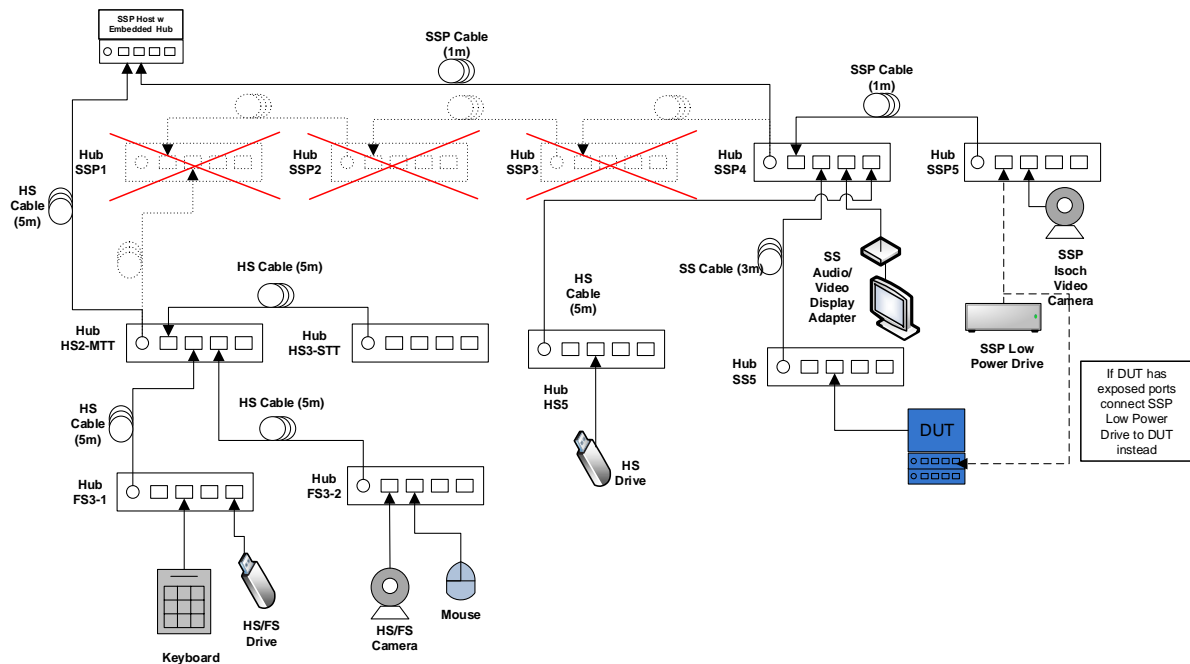 SSP Host w
Embedded Hub
SSP Cable
(1m)
SSP Cable
(1m)
Hub
SSP1
Hub
SSP2
Hub
SSP3
Hub
SSP4
Hub
SSP5
HS
Cable
(5m)
HS Cable (5m)
HS
Cable
(5m)
SS Cable (3m)
SS
Audio/
Video
Display
Adapter
SSP
Isoch
Video
Camera
SSP Low
Power Drive
Hub
HS2-MTT
Hub
HS3-STT
Hub
HS5
Hub
SS5
If DUT has
exposed ports
connect SSP
Low Power
Drive to DUT
instead
HS
Cable
(5m)
HS Cable (5m)
DUT
HS
Drive
Hub
FS3-1
Hub
FS3-2
Keyboard
HS/FS
Drive
HS/FS
Camera
Mouse